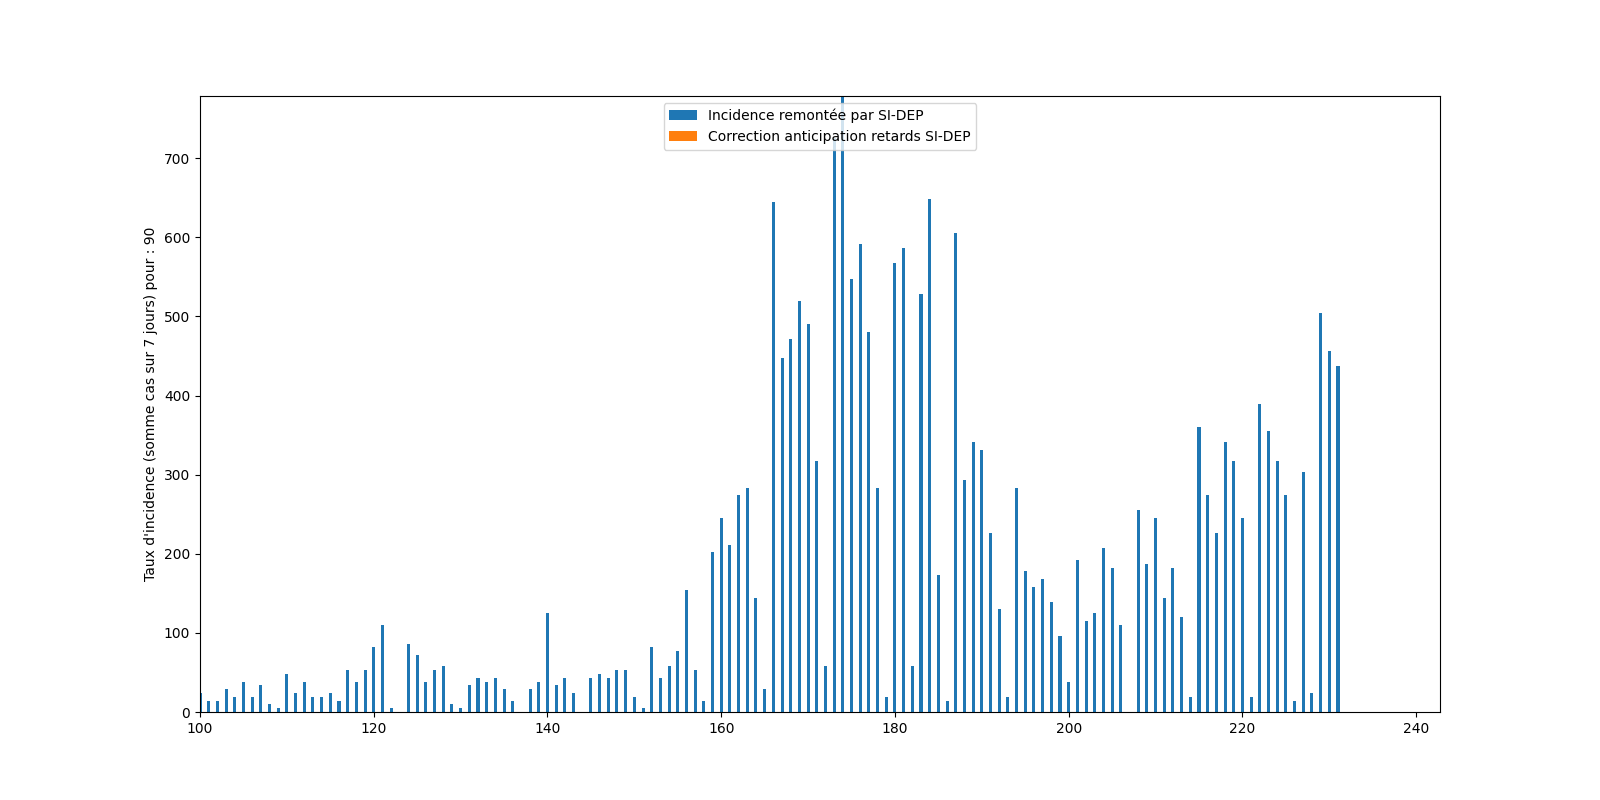 Incidence remontée par SI-DEP
Correction anticipation retards SI-DEP
Taux d'incidence (somme cas sur 7 jours) pour : 90
700
600
500
400
300
200
100
0
100 120 140 160 180 200 220 240